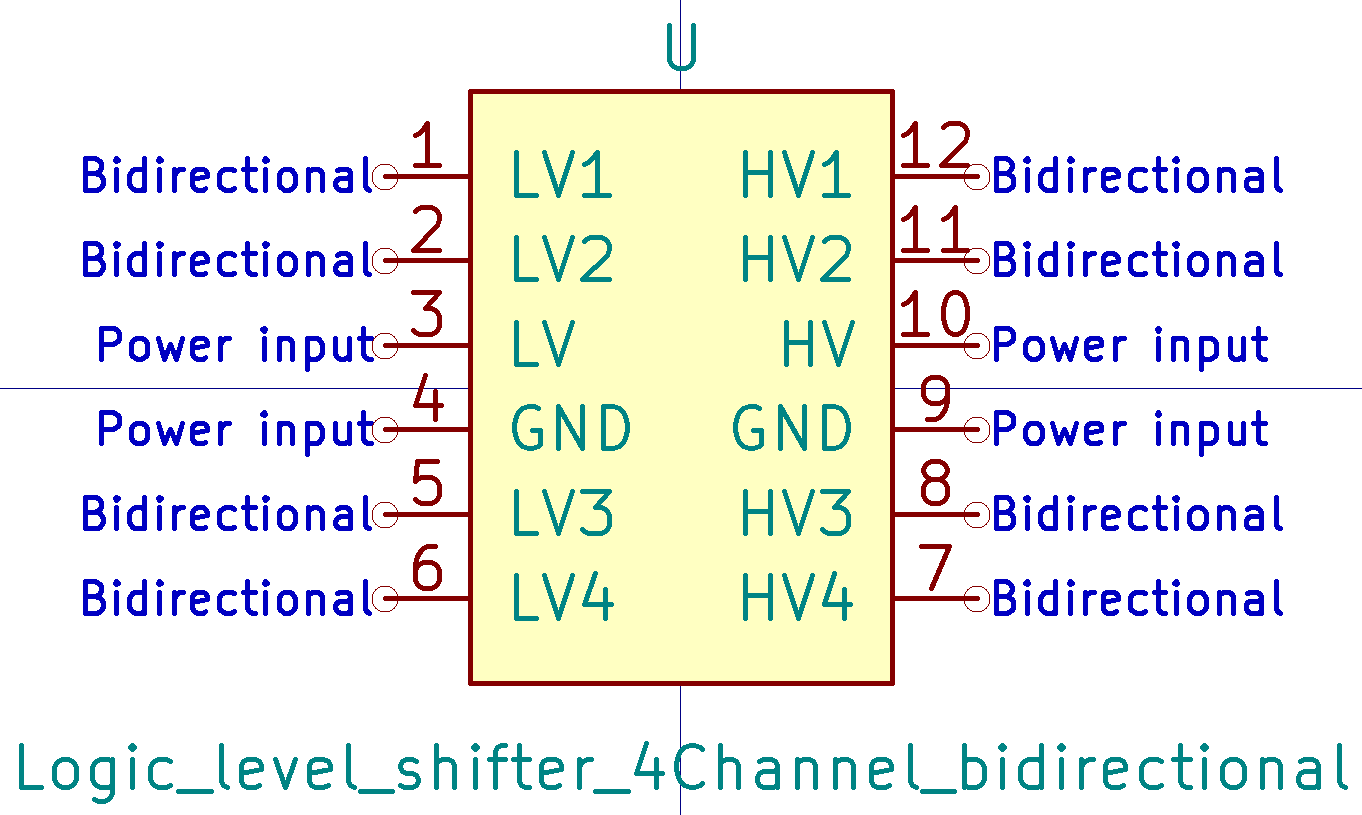 U
Bidirectional 1 LV1 HV1 12 Bidirectional
Bidirectional 2 LV2 HV2 11 Bidirectional
Power input 3 LV HV 10 Power input
Power input 4 GND GND 9 Power input
Bidirectional 5 LV3 HV3 8 Bidirectional
Bidirectional 6 LV4 HV4 7 Bidirectional
Logic_level_shifter_4Channel_bidirectional